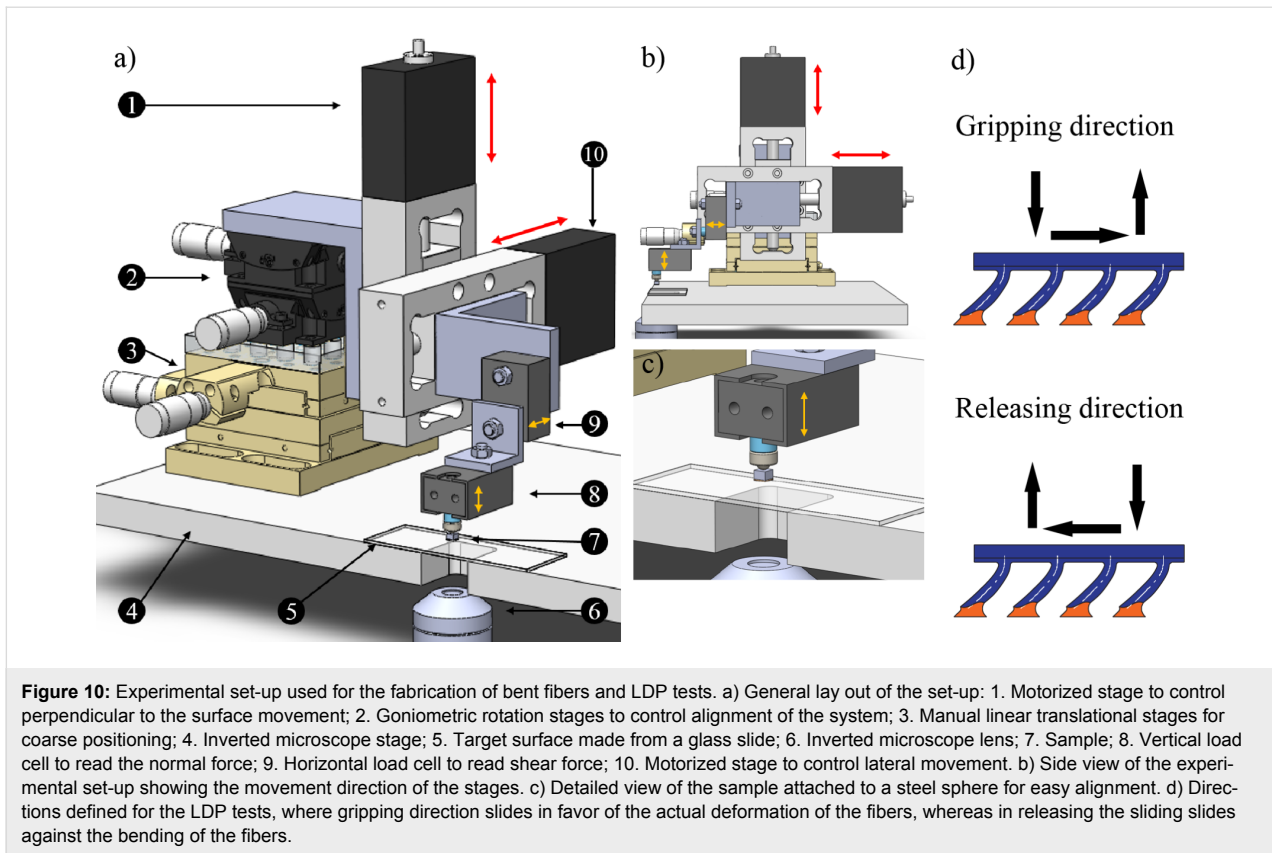 a)
1
10
2
3
9
8
7
4
5
6
b)
c)
d)
Gripping direction
Releasing direction
Figure 10: Experimental set-up used for the fabrication of bent fibers and LDP tests. a) General lay out of the set-up: 1. Motorized stage to control
perpendicular to the surface movement; 2. Goniometric rotation stages to control alignment of the system; 3. Manual linear translational stages for
coarse positioning; 4. Inverted microscope stage; 5. Target surface made from a glass slide; 6. Inverted microscope lens; 7. Sample; 8. Vertical load
cell to read the normal force; 9. Horizontal load cell to read shear force; 10. Motorized stage to control lateral movement. b) Side view of the experi-
mental set-up showing the movement direction of the stages. c) Detailed view of the sample attached to a steel sphere for easy alignment. d) Direc-
tions defined for the LDP tests, where gripping direction slides in favor of the actual deformation of the fibers, whereas in releasing the sliding slides
against the bending of the fibers.